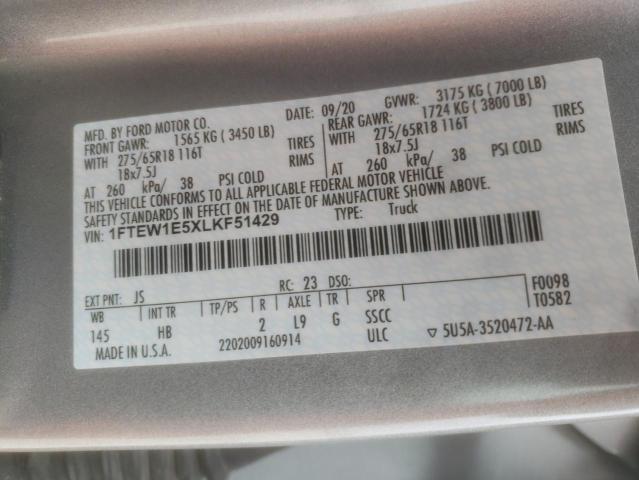 MFD. BY FORD MOTOR CO.
DATE: 09/20 GVWR: 3175 KG ( 7000 LB)
FRONT GAWR: 1565 KG ( 3450 LB) REAR GAWR: 1724 KG ( 3800 LB)
WITH 275/65R18 116T TIRES 275/65R18 116T TIRES
18x7.5J RIMS WITH 18x7.5J RIMS
AT 260 kPa/ 38 PSI COLD AT 260 kPa/ 38 PSI COLD
THIS VEHICLE CONFORMS TO ALL APPLICABLE FEDERAL MOTOR VEHICLE
SAFETY STANDARDS IN EFFECT ON THE DATE OF MANUFACTURE SHOWN ABOVE.
VIN: 1FTEW1E5XLKF51429 TYPE: Truck
EXT PNT: JS RC: 23 DSO: F0098
WB INT TR TP/PS R AXLE TR SPR T0582
145 HB 2 L9 G SSCC
MADE IN U.S.A. 2202009160914 ULC ▽ 5U5A-3520472-AA